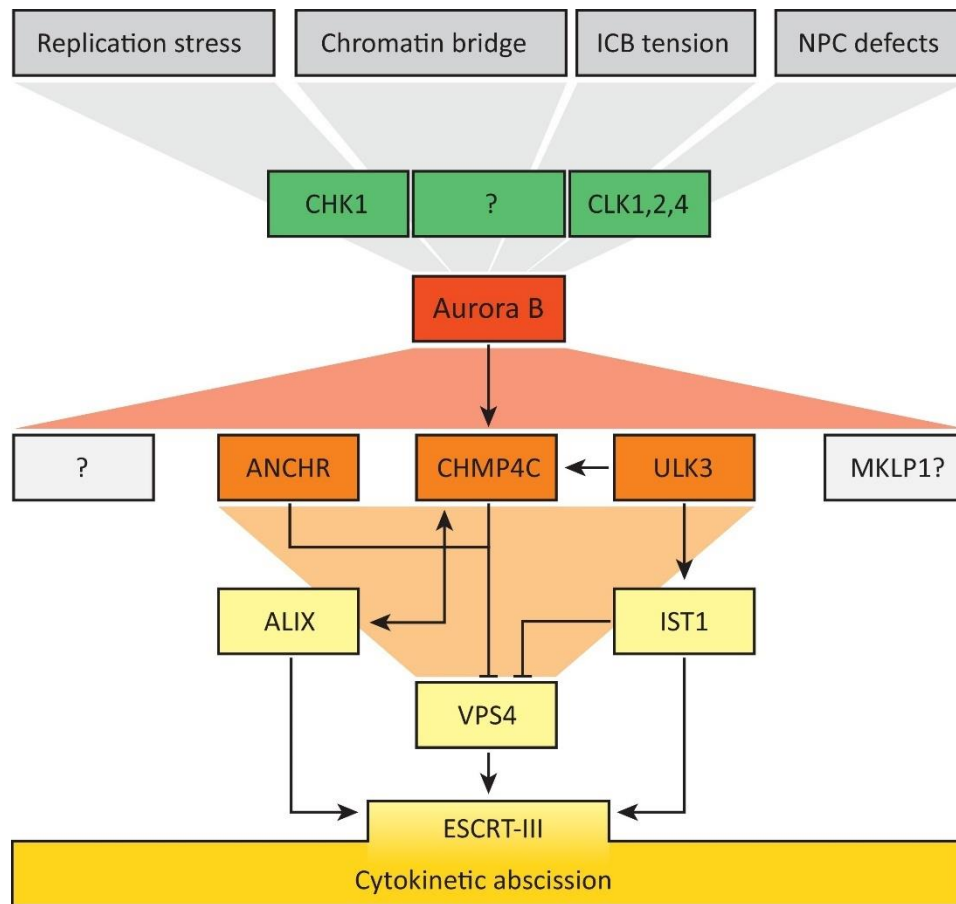 Replication stress
Chromatin bridge
ICB tension
NPC defects
CHK1
?
CLK1,2,4
Aurora B
?
ANCHR
CHMP4C
ULK3
MKLP1?
ALIX
IST1
VPS4
ESCRT-III
Cytokinetic abscission